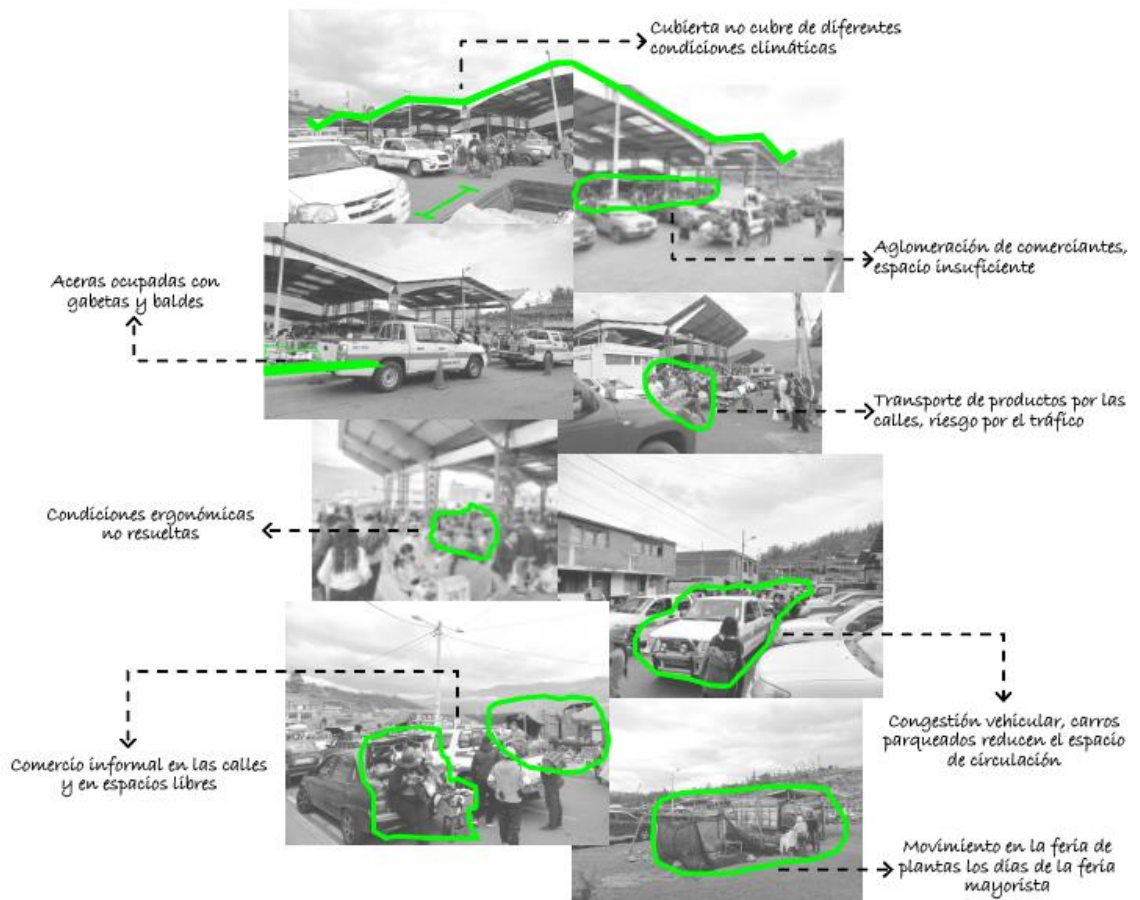 Cubierta no cubre de diferentes
condiciones climáticas
Aglomeración de comerciantes,
espacio insuficiente
Aceras ocupadas con
gabetas y baldes
Transporte de productos por las
calles, riesgo por el tráfico
Condiciones ergonómicas
no resueltas
Congestión vehicular, carros
parqueados reducen el espacio
de circulación
Comercio informal en las calles
y en espacios libres
Movimiento en la feria de
plantas los días de la feria
mayorista